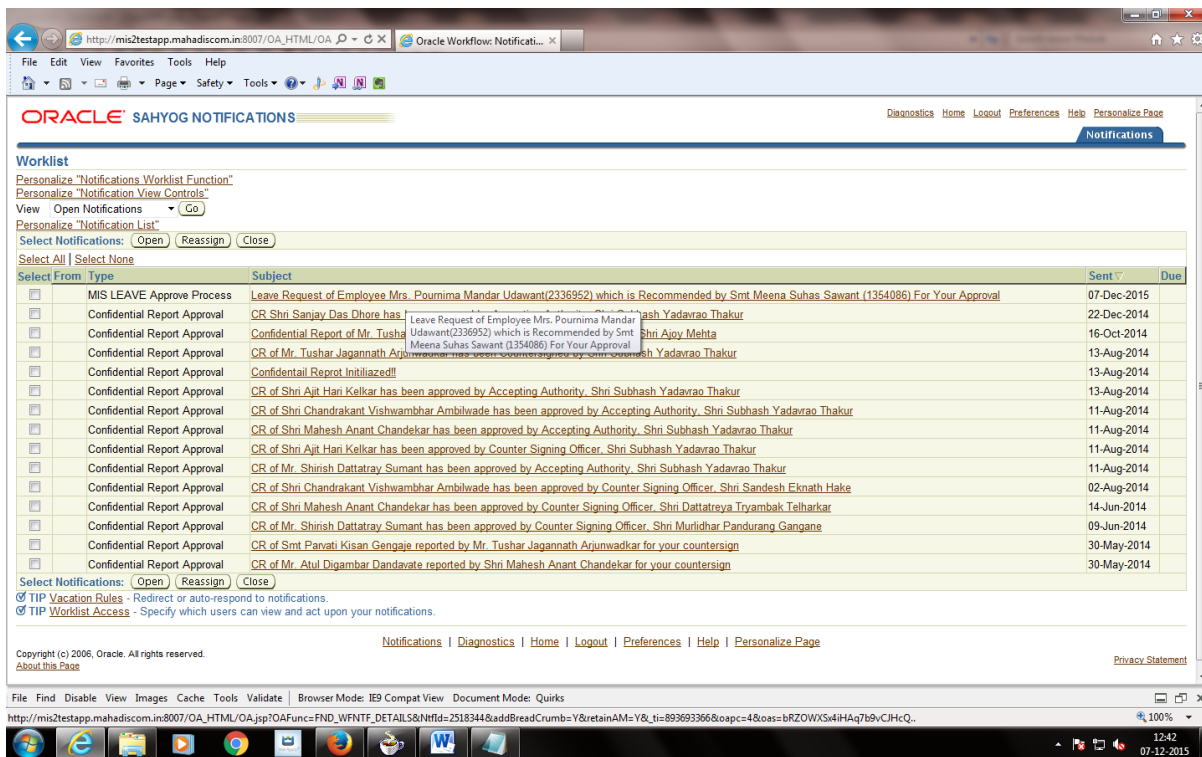 http://mis2testapp.mahadiscom.in:8007/OA_HTML/OA
Oracle Workflow: Notificati... ×
File Edit View Favorites Tools Help
Page Safety Tools
ORACLE SAHYOG NOTIFICATIONS
Diagnostics Home Logout Preferences Help Personalize Page
Notifications
Worklist
Personalize "Notifications Worklist Function"
Personalize "Notification View Controls"
View Open Notifications Go
Personalize "Notification List"
Select Notifications: Open Reassign Close
Select All | Select None
Select From Type Subject Sent Due
MIS LEAVE Approve Process Leave Request of Employee Mrs. Pournima Mandar Udawant(2336952) which is Recommended by Smt Meena Suhas Sawant (1354086) For Your Approval 07-Dec-2015
Confidential Report Approval CR Shri Sanjay Das Dhore has Yadavrao Thakur 22-Dec-2014
Leave Request of Employee Mrs. Pournima Mandar
Udawant(2336952) which is Recommended by Smt
Meena Suhas Sawant (1354086) For Your Approval
Confidential Report Approval Confidential Report of Mr. Shri Ajoy Mehta 16-Oct-2014
Confidential Report Approval CR of Mr. Tushar Jagannath Arjunwadkar has been Countersigned by Shri Subhash Yadavrao Thakur 13-Aug-2014
Confidential Report Approval Confidentail Reprot Initiliazed!! 13-Aug-2014
Confidential Report Approval CR of Shri Ajit Hari Kelkar has been approved by Accepting Authority, Shri Subhash Yadavrao Thakur 13-Aug-2014
Confidential Report Approval CR of Shri Chandrakant Vishwambhar Ambilwade has been approved by Accepting Authority, Shri Subhash Yadavrao Thakur 11-Aug-2014
Confidential Report Approval CR of Shri Mahesh Anant Chandekar has been approved by Accepting Authority, Shri Subhash Yadavrao Thakur 11-Aug-2014
Confidential Report Approval CR of Shri Ajit Hari Kelkar has been approved by Counter Signing Officer, Shri Subhash Yadavrao Thakur 11-Aug-2014
Confidential Report Approval CR of Mr. Shirish Dattatray Sumant has been approved by Accepting Authority, Shri Subhash Yadavrao Thakur 11-Aug-2014
Confidential Report Approval CR of Shri Chandrakant Vishwambhar Ambilwade has been approved by Counter Signing Officer, Shri Sandesh Eknath Hake 02-Aug-2014
Confidential Report Approval CR of Shri Mahesh Anant Chandekar has been approved by Counter Signing Officer, Shri Dattatreya Tryambak Telharkar 14-Jun-2014
Confidential Report Approval CR of Mr. Shirish Dattatray Sumant has been approved by Counter Signing Officer, Shri Murlidhar Pandurang Gangane 09-Jun-2014
Confidential Report Approval CR of Smt Parvati Kisan Gengaje reported by Mr. Tushar Jagannath Arjunwadkar for your countersign 30-May-2014
Confidential Report Approval CR of Mr. Atul Digambar Dandavate reported by Shri Mahesh Anant Chandekar for your countersign 30-May-2014
Select Notifications: Open Reassign Close
TIP Vacation Rules - Redirect or auto-respond to notifications.
TIP Worklist Access - Specify which users can view and act upon your notifications.
Notifications | Diagnostics | Home | Logout | Preferences | Help | Personalize Page
Copyright (c) 2006, Oracle. All rights reserved.
About this Page
Privacy Statement
File Find Disable View Images Cache Tools Validate | Browser Mode: IE9 Compat View Document Mode: Quirks
http://mis2testapp.mahadiscom.in:8007/OA_HTML/OA.jsp?OAFunc=FND_WFNTF_DETAILS&NtfId=2518344&addBreadCrumb=Y&retainAM=Y&_ti=893693366&oapc=4&oas=bRZOWXSx4iHAq7b9vCJHcQ..
100%
12:42
07-12-2015